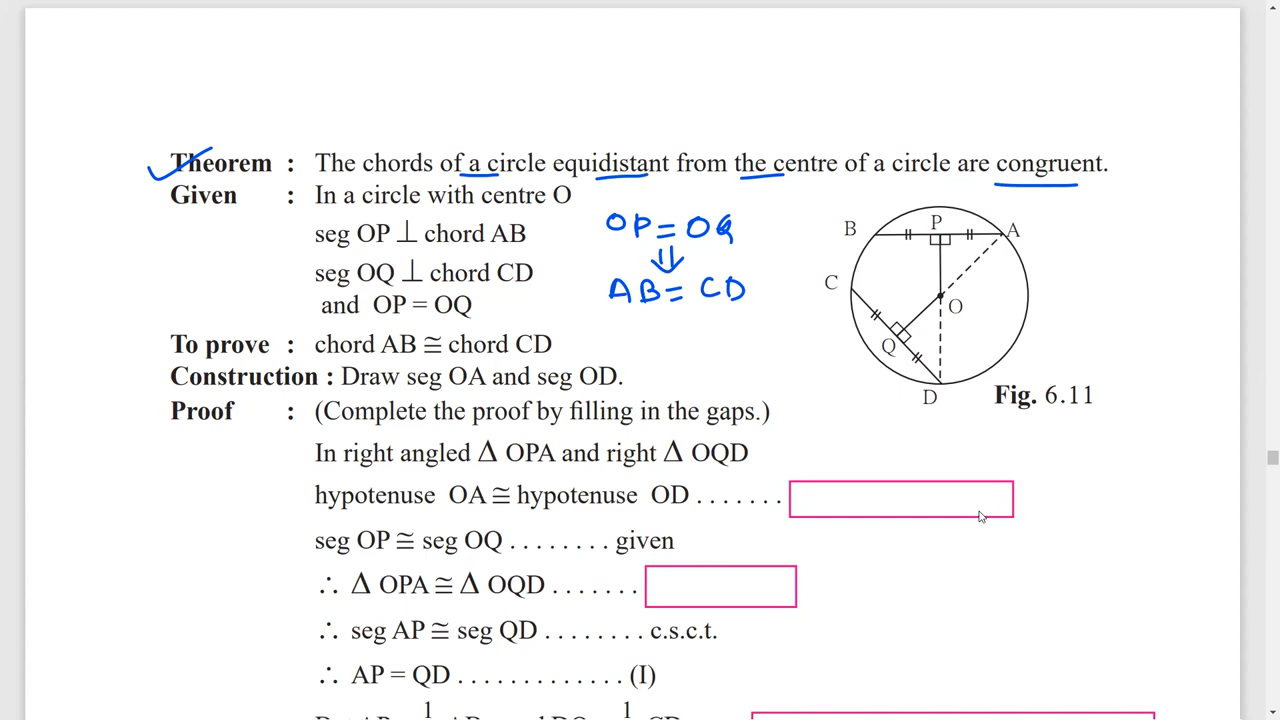 Theorem : The chords of a circle equidistant from the centre of a circle are congruent.
Given : In a circle with centre O
seg OP ⊥ chord AB
seg OQ ⊥ chord CD
and OP = OQ
OP = OQ
⇓
AB = CD
To prove : chord AB ≅ chord CD
Construction : Draw seg OA and seg OD.
Proof : (Complete the proof by filling in the gaps.)
In right angled Δ OPA and right Δ OQD
hypotenuse OA ≅ hypotenuse OD . . . . . . .
seg OP ≅ seg OQ . . . . . . . . given
∴ Δ OPA ≅ Δ OQD . . . . . . .
∴ seg AP ≅ seg QD . . . . . . . . c.s.c.t.
∴ AP = QD . . . . . . . . . . . . . (I)
B
P
A
C
O
Q
D
Fig. 6.11